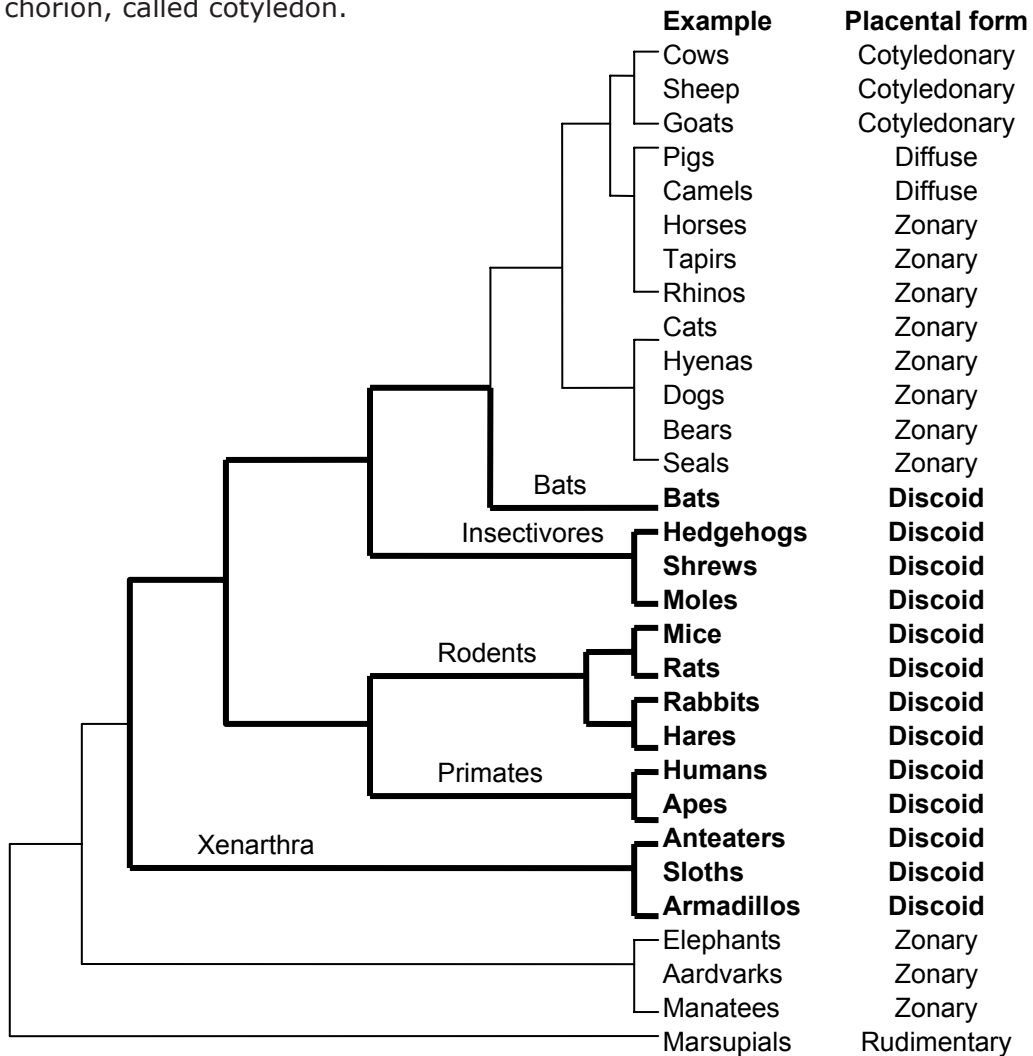 chorion, called cotyledon.
Example Placental form
Cows Cotyledonary
Sheep Cotyledonary
Goats Cotyledonary
Pigs Diffuse
Camels Diffuse
Horses Zonary
Tapirs Zonary
Rhinos Zonary
Cats Zonary
Hyenas Zonary
Dogs Zonary
Bears Zonary
Seals Zonary
Bats
Bats Discoid
Insectivores
Hedgehogs Discoid
Shrews Discoid
Moles Discoid
Mice Discoid
Rodents
Rats Discoid
Rabbits Discoid
Hares Discoid
Primates
Humans Discoid
Apes Discoid
Xenarthra
Anteaters Discoid
Sloths Discoid
Armadillos Discoid
Elephants Zonary
Aardvarks Zonary
Manatees Zonary
Marsupials Rudimentary